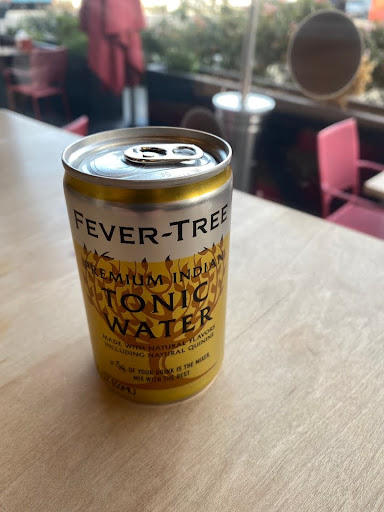 FEVER-TREE
PREMIUM INDIAN
TONIC
WATER
MADE WITH NATURAL FLAVORS
INCLUDING NATURAL QUININE
OF YOUR DRINK IS THE MIXER,
MIX WITH THE BEST